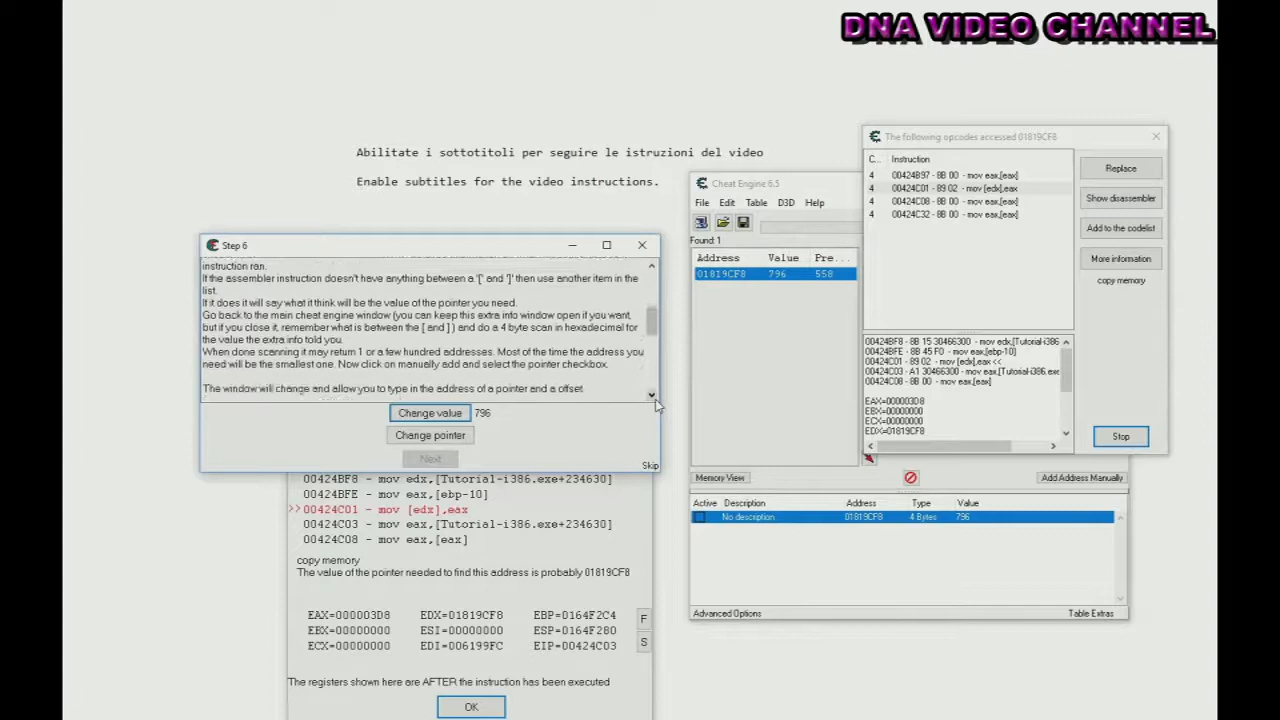 DNA VIDEO CHANNEL
Abilitate i sottotitoli per seguire le istruzioni del video
Enable subtitles for the video instructions.
Step 6
instruction ran.
If the assembler instruction doesn't have anything between a '[' and ']' then use another item in the
list.
If it does it will say what it think will be the value of the pointer you need.
Go back to the main cheat engine window (you can keep this extra info window open if you want,
but if you close it, remember what is between the [ and ] ) and do a 4 byte scan in hexadecimal for
the value the extra info told you.
When done scanning it may return 1 or a few hundred addresses. Most of the time the address you
need will be the smallest one. Now click on manually add and select the pointer checkbox.
The window will change and allow you to type in the address of a pointer and a offset.
Change value 796
Change pointer
Next
Skip
00424BF8 - mov edx,[Tutorial-i386.exe+234630]
00424BFE - mov eax,[ebp-10]
>>00424C01 - mov [edx],eax
00424C03 - mov eax,[Tutorial-i386.exe+234630]
00424C08 - mov eax,[eax]
copy memory
The value of the pointer needed to find this address is probably 01819CF8
EAX=000003D8 EDX=01819CF8 EBP=0164F2C4
EBX=00000000 ESI=00000000 ESP=0164F280
ECX=00000000 EDI=006199FC EIP=00424C03
F
S
The registers shown here are AFTER the instruction has been executed
OK
Cheat Engine 6.5
File Edit Table D3D Help
Found: 1
Address Value Pre...
01819CF8 796 558
Memory View
Add Address Manually
Active Description Address Type Value
No description 01819CF8 4 Bytes 796
Advanced Options
Table Extras
The following opcodes accessed 01819CF8
C... Instruction
4 00424B97 - 8B 00 - mov eax,[eax]
4 00424C01 - 89 02 - mov [edx],eax
4 00424C08 - 8B 00 - mov eax,[eax]
4 00424C32 - 8B 00 - mov eax,[eax]
Replace
Show disassembler
Add to the codelist
More information
copy memory
00424BF8 - 8B 15 30466300 - mov edx,[Tutorial-i386
00424BFE - 8B 45 F0 - mov eax,[ebp-10]
00424C01 - 89 02 - mov [edx],eax <<
00424C03 - A1 30466300 - mov eax,[Tutorial-i386.exe
00424C08 - 8B 00 - mov eax,[eax]
EAX=000003D8
EBX=00000000
ECX=00000000
EDX=01819CF8
Stop